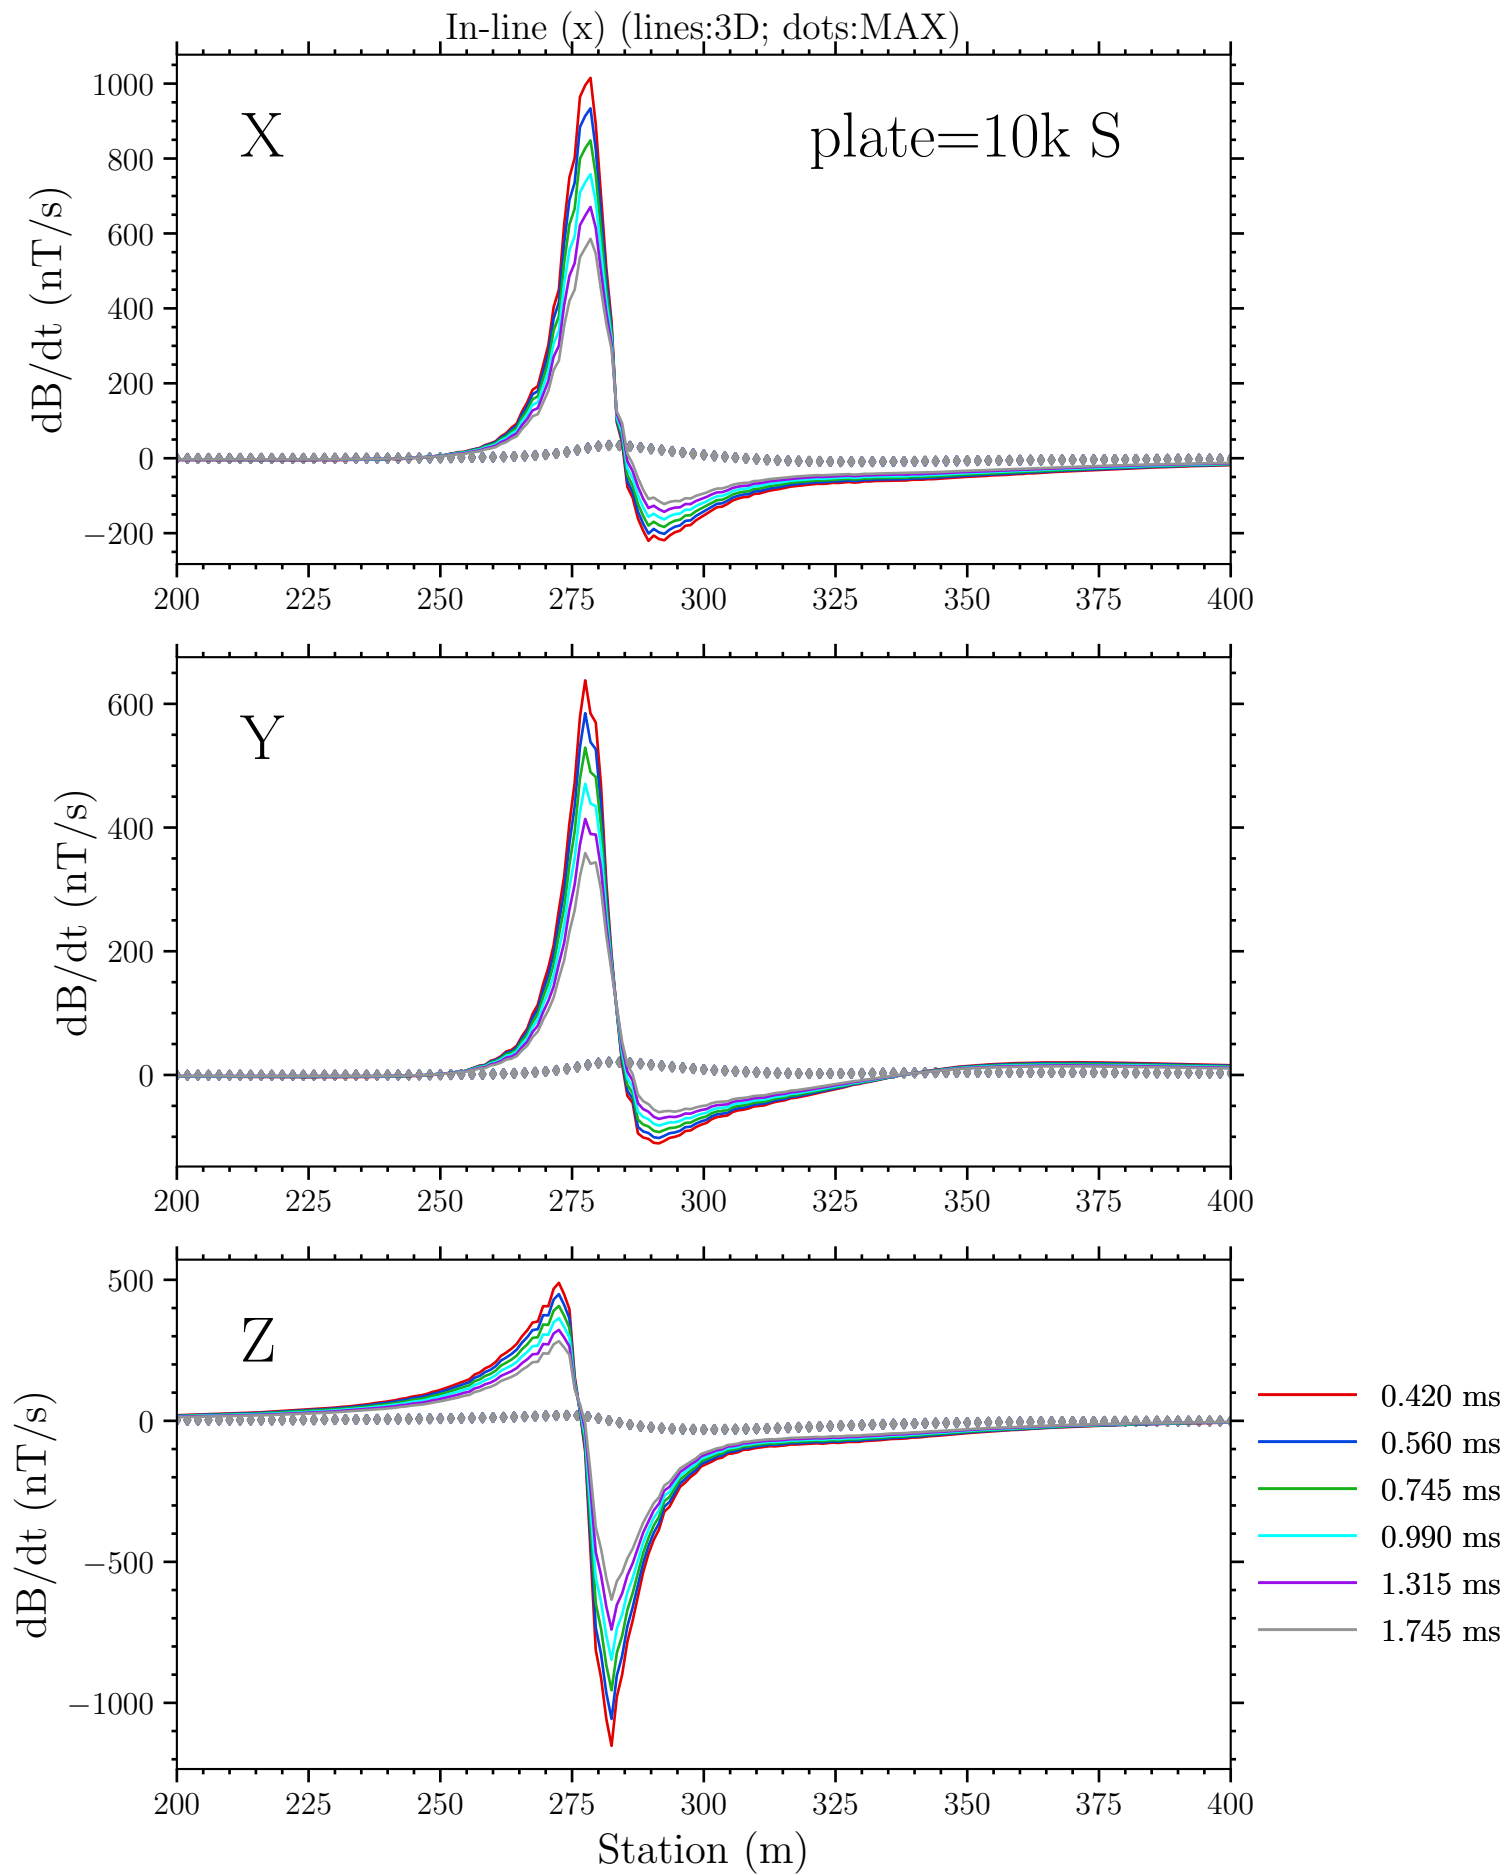 In-line (x) (lines:3D; dots:MAX)
1000
800
600
400
200
0
−200
dB/dt (nT/s)
X
plate=10k S
200 225 250 275 300 325 350 375 400
600
400
200
0
dB/dt (nT/s)
Y
200 225 250 275 300 325 350 375 400
500
0
−500
−1000
dB/dt (nT/s)
Z
200 225 250 275 300 325 350 375 400
Station (m)
0.420 ms
0.560 ms
0.745 ms
0.990 ms
1.315 ms
1.745 ms